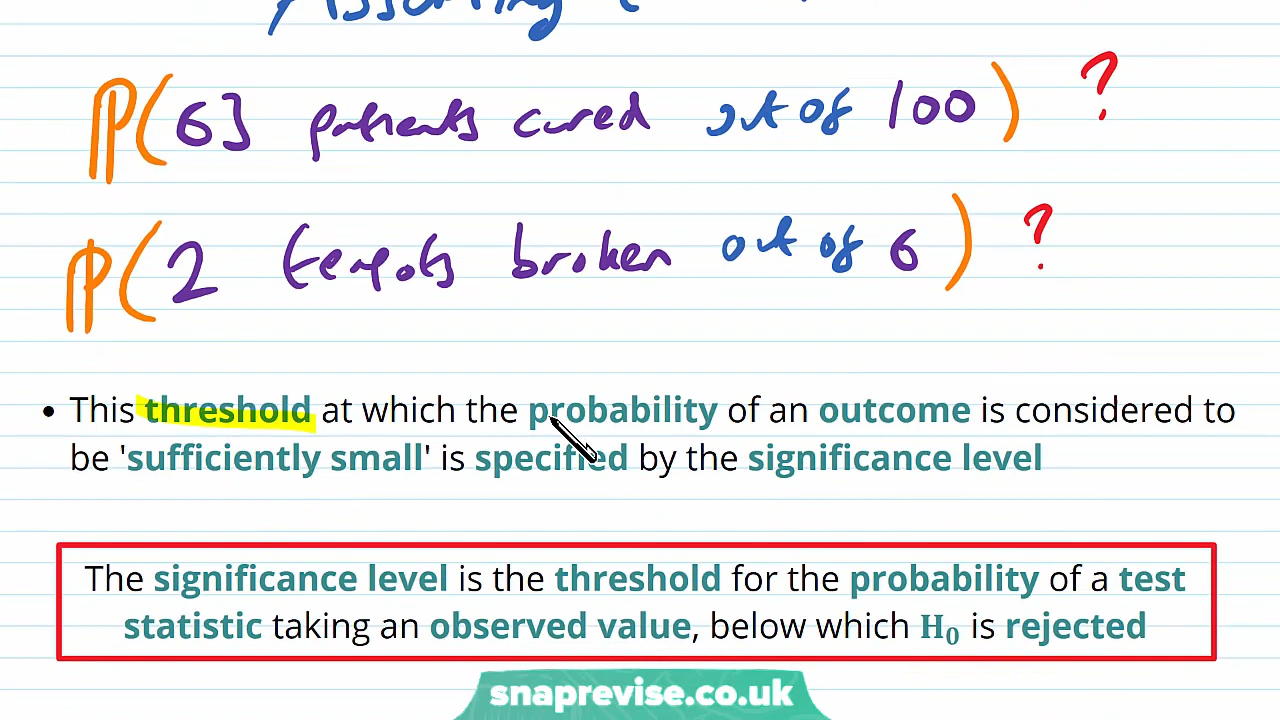 Assuming
ℙ(63 patients cured out of 100)?
ℙ(2 teapots broken out of 6)?
• This threshold at which the probability of an outcome is considered to
be 'sufficiently small' is specified by the significance level
The significance level is the threshold for the probability of a test
statistic taking an observed value, below which H₀ is rejected
snaprevise.co.uk